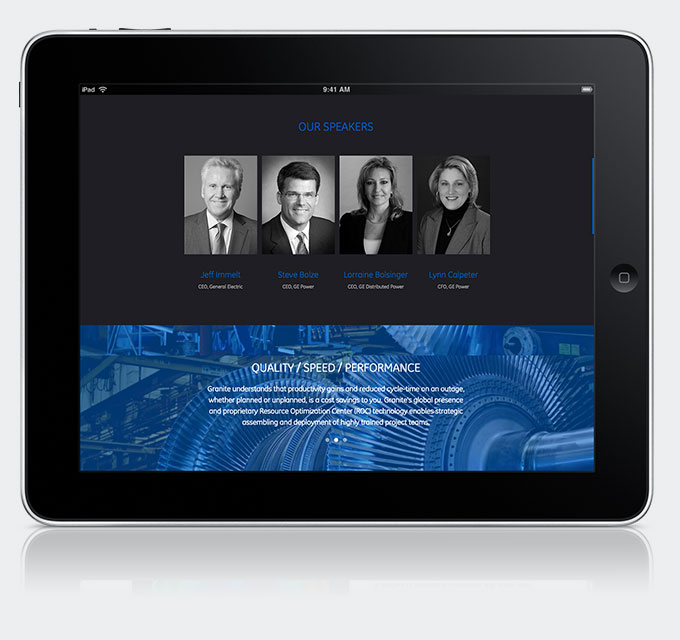 iPad 9:41 AM
OUR SPEAKERS
Jeff Immelt Steve Bolze Lorraine Bolsinger Lynn Calpeter
CEO, General Electric CEO, GE Power CEO, GE Distributed Power CFO, GE Power
QUALITY / SPEED / PERFORMANCE
Granite understands that productivity gains and reduced cycle-time on an outage,
whether planned or unplanned, is a cost savings to you. Granite's global presence
and proprietary Resource Optimization Center (ROC) technology enables strategic
assembling and deployment of highly trained project teams.